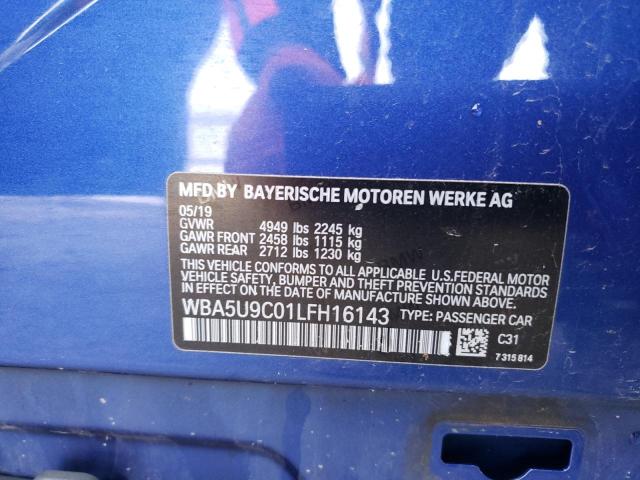 MFD BY BAYERISCHE MOTOREN WERKE AG
05/19
GVWR 4949 lbs 2245 kg
GAWR FRONT 2458 lbs 1115 kg
GAWR REAR 2712 lbs 1230 kg
THIS VEHICLE CONFORMS TO ALL APPLICABLE U.S.FEDERAL MOTOR
VEHICLE SAFETY, BUMPER AND THEFT PREVENTION STANDARDS
IN EFFECT ON THE DATE OF MANUFACTURE SHOWN ABOVE.
WBA5U9C01LFH16143 TYPE: PASSENGER CAR
C31
7 315 814